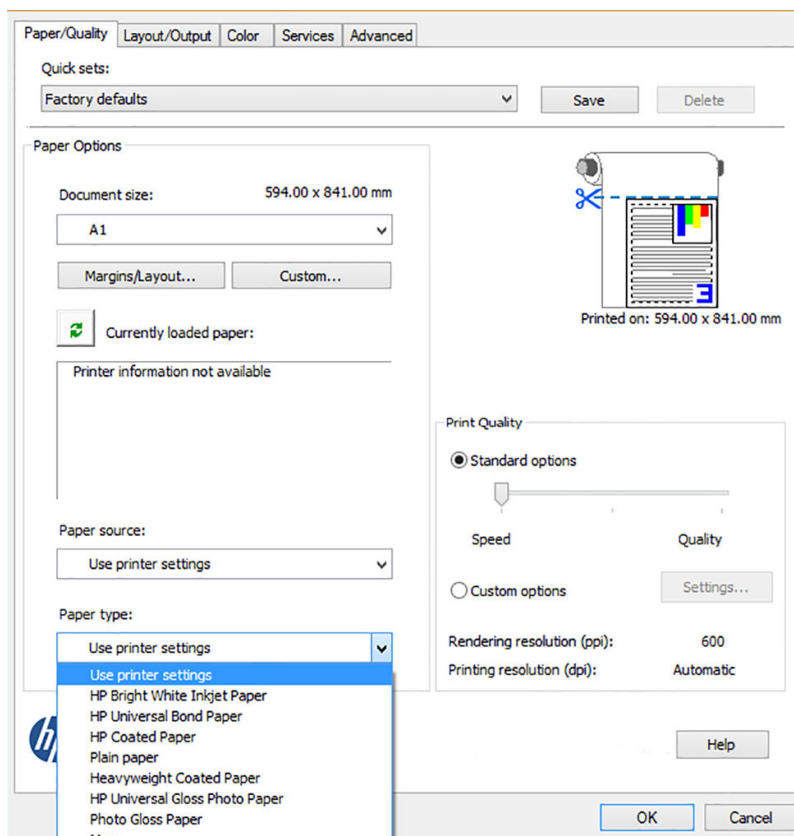 Paper/Quality Layout/Output Color Services Advanced
Quick sets:
Factory defaults Save Delete
Paper Options
Document size: 594.00 x 841.00 mm
A1
Margins/Layout... Custom...
Printed on: 594.00 x 841.00 mm
Currently loaded paper:
Printer information not available
Print Quality
Standard options
Speed Quality
Paper source:
Use printer settings
Custom options Settings...
Paper type:
Use printer settings
Rendering resolution (ppi): 600
Printing resolution (dpi): Automatic
Use printer settings
HP Bright White Inkjet Paper
HP Universal Bond Paper
HP Coated Paper
Plain paper
Heavyweight Coated Paper
HP Universal Gloss Photo Paper
Photo Gloss Paper
Help
OK Cancel